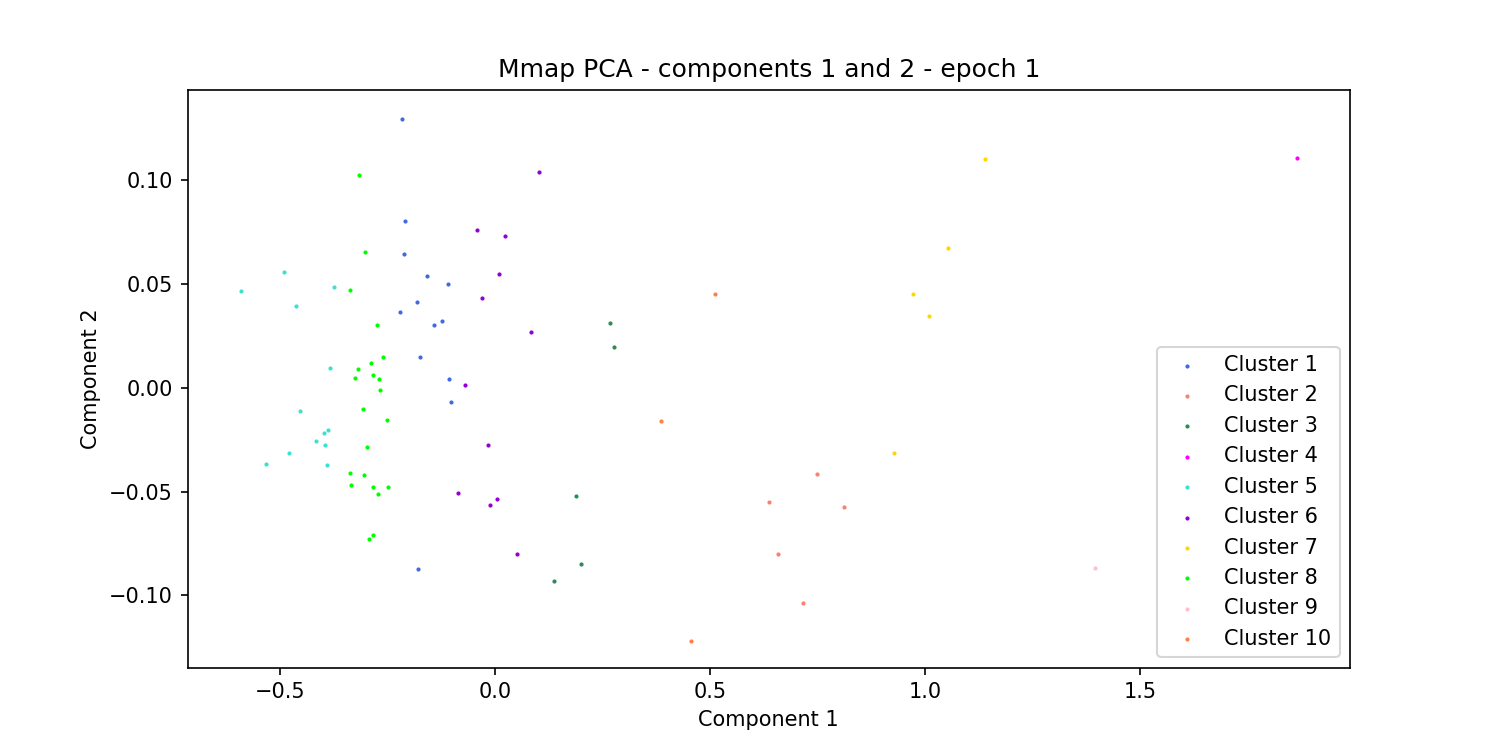 Mmap PCA - components 1 and 2 - epoch 1
0.10
0.05
0.00
−0.05
−0.10
Component 2
−0.5
0.0
0.5
1.0
1.5
Component 1
Cluster 1
Cluster 2
Cluster 3
Cluster 4
Cluster 5
Cluster 6
Cluster 7
Cluster 8
Cluster 9
Cluster 10